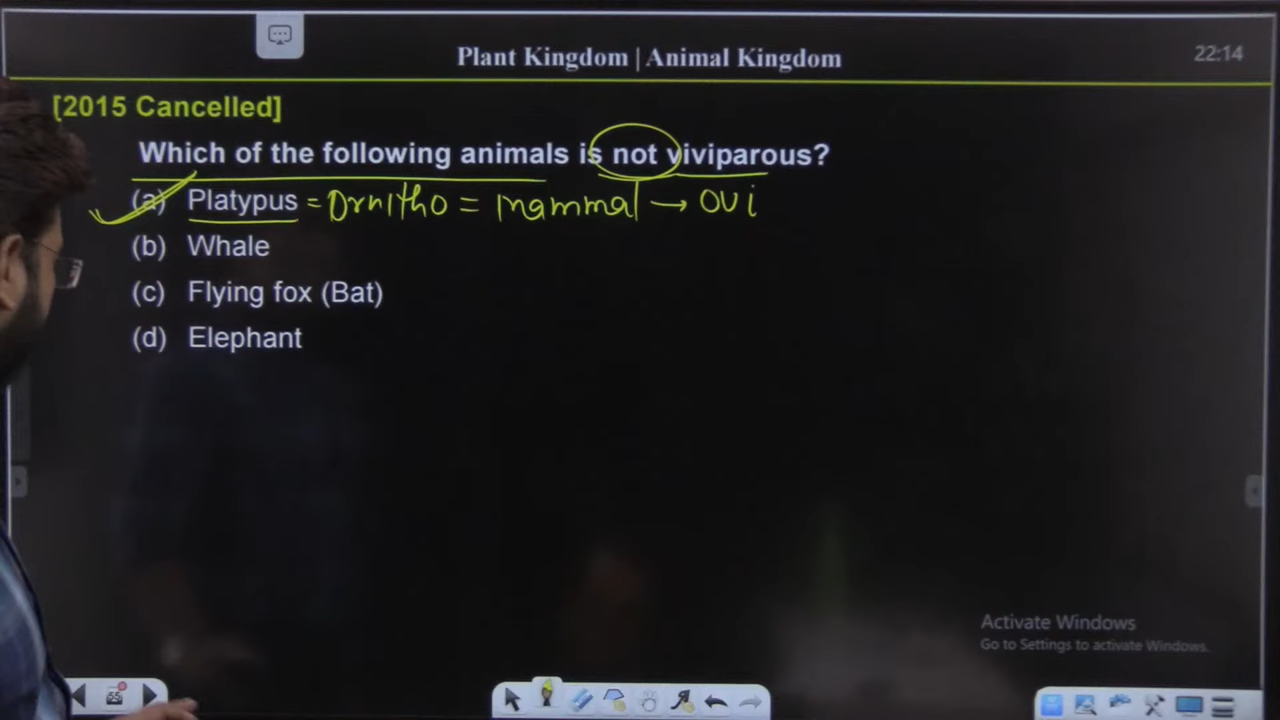 Plant Kingdom | Animal Kingdom
22:14
[2015 Cancelled]
Which of the following animals is not viviparous?
(a) Platypus = Ornitho = mammal → ovi
(b) Whale
(c) Flying fox (Bat)
(d) Elephant
Activate Windows
Go to Settings to activate Windows.
55